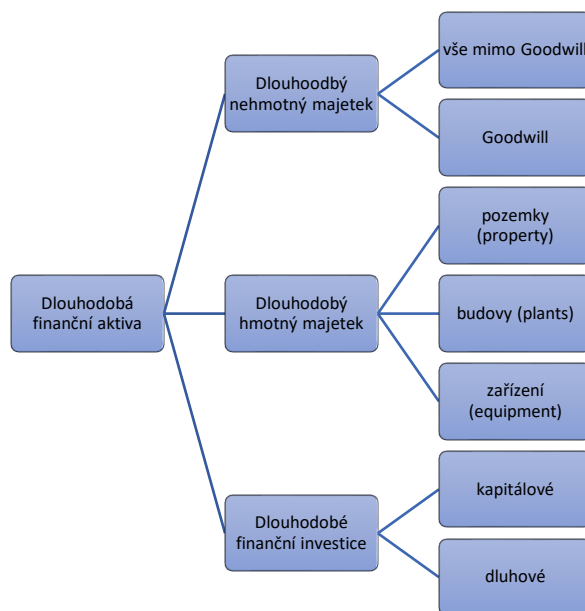 vše mimo Goodwill
Dlouhoodbý
nehmotný majetek
Goodwill
pozemky
(property)
Dlouhodobá
finanční aktiva
Dlouhodobý
hmotný majetek
budovy (plants)
zařízení
(equipment)
kapitálové
Dlouhodobé
finanční investice
dluhové